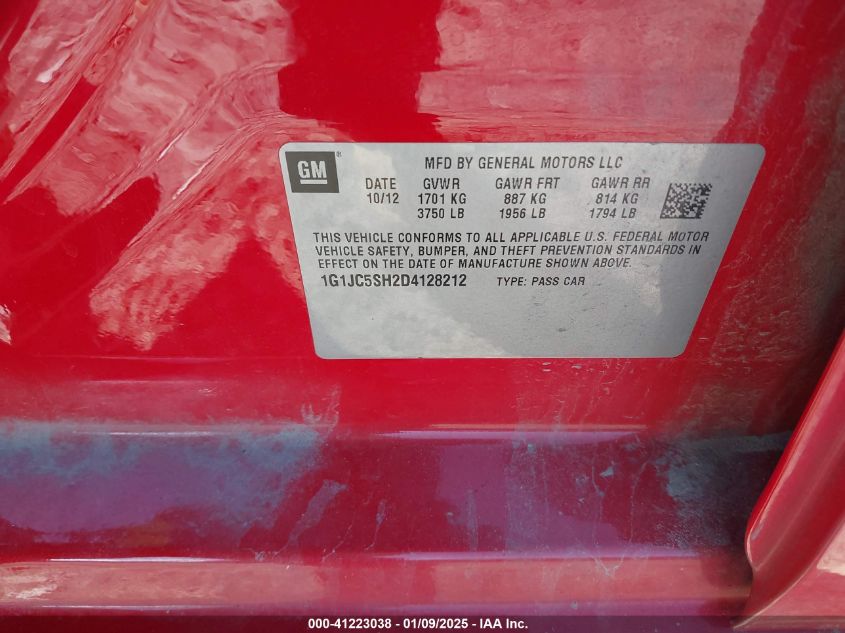 GM ®
MFD BY GENERAL MOTORS LLC
DATE GVWR GAWR FRT GAWR RR
10/12 1701 KG 887 KG 814 KG
3750 LB 1956 LB 1794 LB
THIS VEHICLE CONFORMS TO ALL APPLICABLE U.S. FEDERAL MOTOR
VEHICLE SAFETY, BUMPER, AND THEFT PREVENTION STANDARDS IN
EFFECT ON THE DATE OF MANUFACTURE SHOWN ABOVE.
1G1JC5SH2D4128212 TYPE: PASS CAR
000-41223038 - 01/09/2025 - IAA Inc.